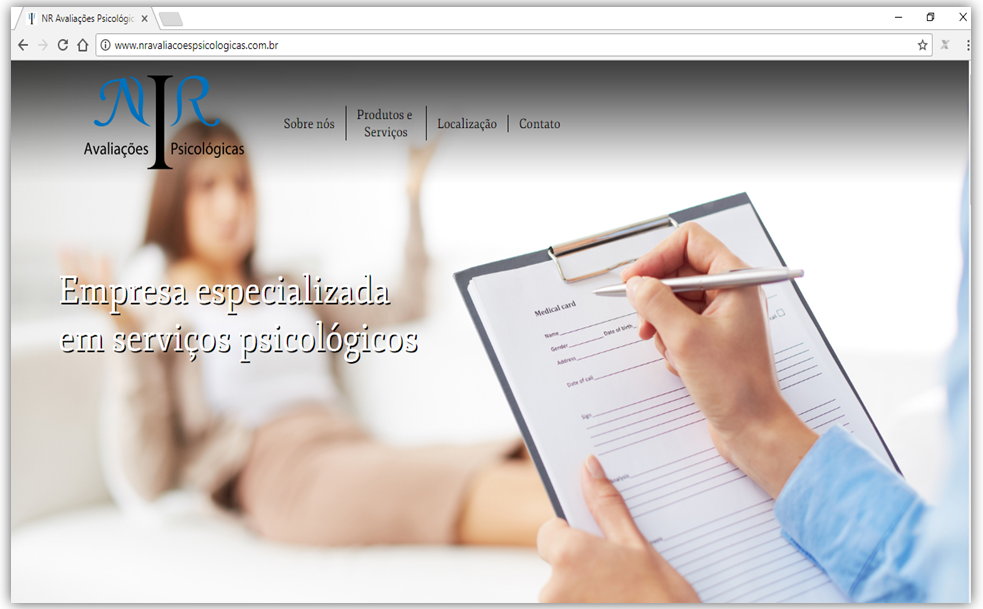 NR Avaliações Psicológic
www.nravaliacoespsicologicas.com.br
NR
Avaliações Psicológicas
Sobre nós
Produtos e
Serviços
Localização
Contato
Empresa especializada
em serviços psicológicos
Medical card
Name
Date of birth
Gender
Address
Date of call
call
Sign